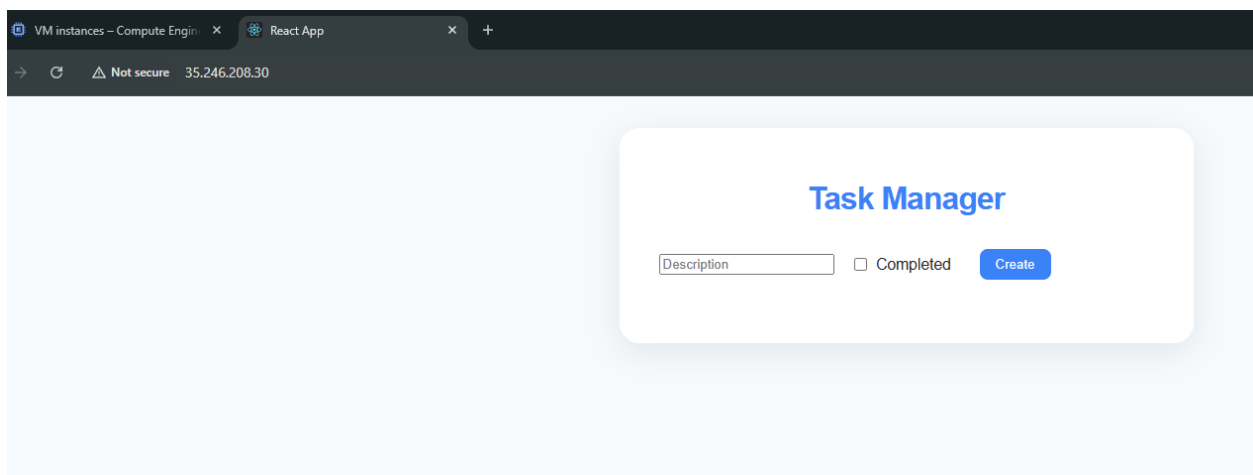 VM instances – Compute Engin
React App
Not secure 35.246.208.30
Task Manager
Description Completed Create